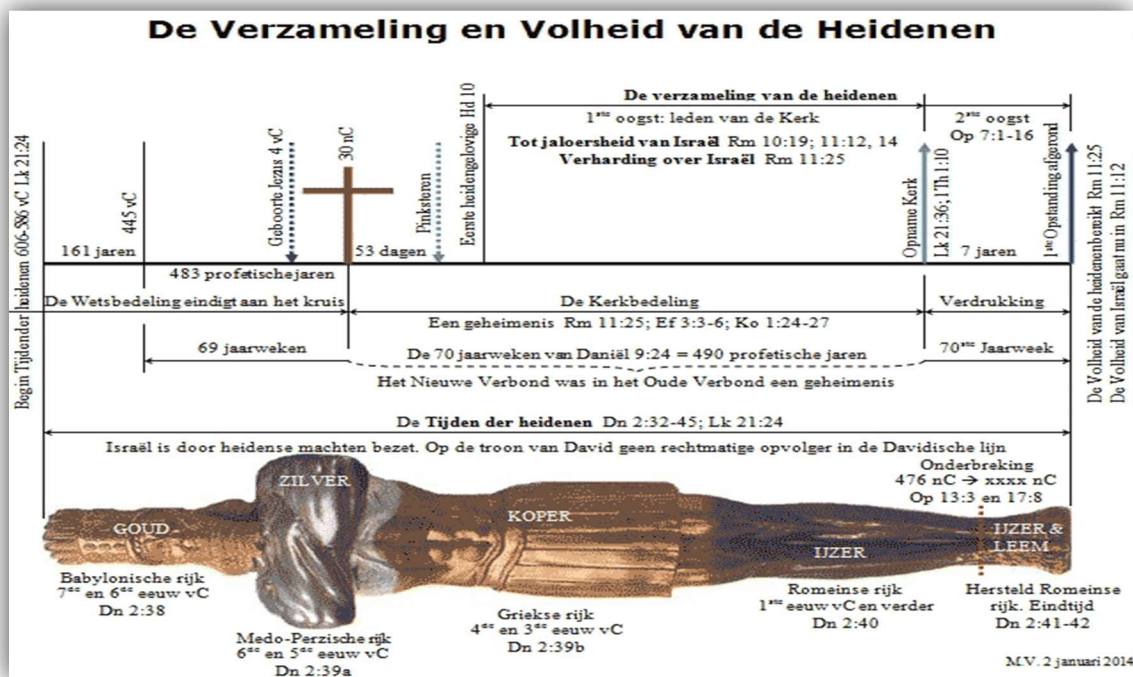 De Verzameling en Volheid van de Heidenen
De verzameling van de heidenen
1ste oogst: leden van de Kerk
2de oogst
Op 7:1-16
Tot jaloersheid van Israël Rm 10:19; 11:12, 14
Verharding over Israël Rm 11:25
Begin Tijden der heidenen 606-586 vC Lk 21:24
445 vC
Geboorte Jezus 4 vC
30 nC
Pinksteren
Eerste heidengelovige Hd 10
Opname Kerk
Lk 21:36; 1Th 1:10
1ste Opstanding afgerond
De Volheid van de heidenen bereikt Rm 11:25
De Volheid van Israël gaat nu in Rm 11:12
161 jaren
53 dagen
7 jaren
483 profetische jaren
De Wetsbedeling eindigt aan het kruis
De Kerkbedeling
Verdrukking
Een geheimenis Rm 11:25; Ef 3:3-6; Ko 1:24-27
69 jaarweken
De 70 jaarweken van Daniël 9:24 = 490 profetische jaren
70ste Jaarweek
Het Nieuwe Verbond was in het Oude Verbond een geheimenis
De Tijden der heidenen Dn 2:32-45; Lk 21:24
Israël is door heidense machten bezet. Op de troon van David geen rechtmatige opvolger in de Davidische lijn
Onderbreking
476 nC → xxxx nC
Op 13:3 en 17:8
GOUD
ZILVER
KOPER
IJZER
IJZER &
LEEM
Babylonische rijk
7de en 6de eeuw vC
Dn 2:38
Medo-Perzische rijk
6de en 5de eeuw vC
Dn 2:39a
Griekse rijk
4de en 3de eeuw vC
Dn 2:39b
Romeinse rijk
1ste eeuw vC en verder
Dn 2:40
Hersteld Romeinse
rijk. Eindtijd
Dn 2:41-42
M.V. 2 januari 2014